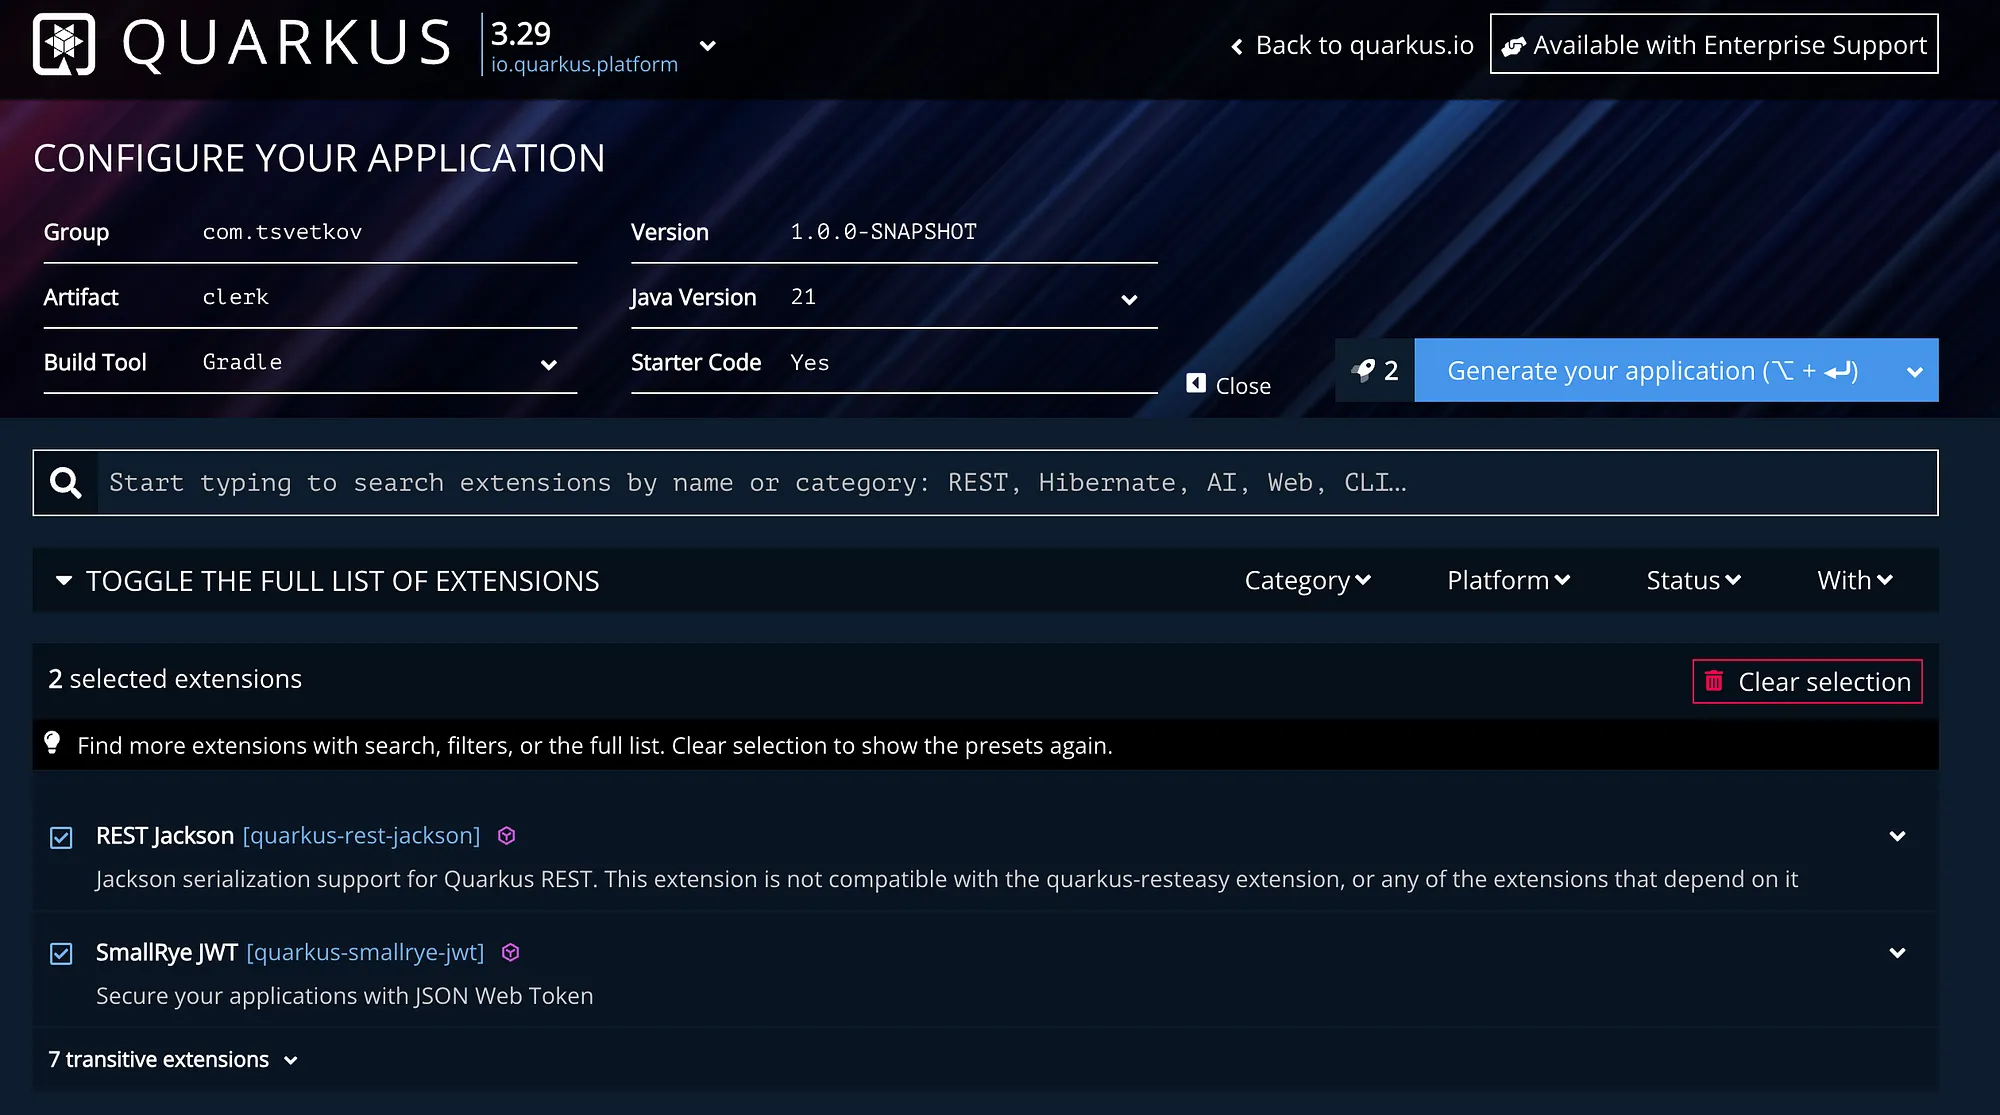 QUARKUS
3.29
io.quarkus.platform
Back to quarkus.io
Available with Enterprise Support
CONFIGURE YOUR APPLICATION
Group com.tsvetkov
Version 1.0.0-SNAPSHOT
Artifact clerk
Java Version 21
Build Tool Gradle
Starter Code Yes
Close
2
Generate your application (⌥ + ↵)
Start typing to search extensions by name or category: REST, Hibernate, AI, Web, CLI…
TOGGLE THE FULL LIST OF EXTENSIONS
Category
Platform
Status
With
2 selected extensions
Clear selection
Find more extensions with search, filters, or the full list. Clear selection to show the presets again.
REST Jackson [quarkus-rest-jackson]
Jackson serialization support for Quarkus REST. This extension is not compatible with the quarkus-resteasy extension, or any of the extensions that depend on it
SmallRye JWT [quarkus-smallrye-jwt]
Secure your applications with JSON Web Token
7 transitive extensions